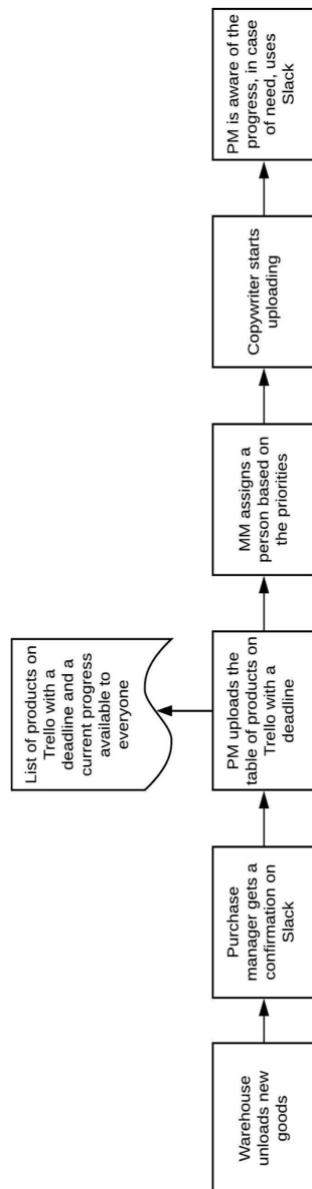 Warehouse
unloads new
goods
Purchase
manager gets a
confirmation on
Slack
PM uploads the
table of products on
Trello with a
deadline
List of products on
Trello with a
deadline and a
current progress
available to
everyone
MM assigns a
person based on
the priorities
Copywriter starts
uploading
PM is aware of the
progress, in case
of need, uses
Slack